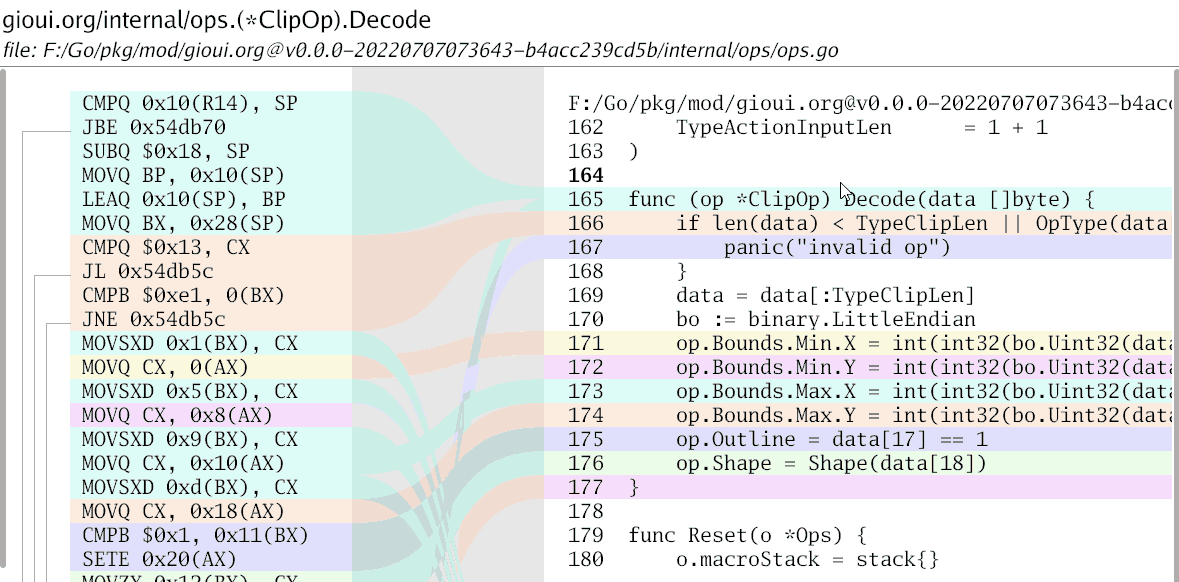 gioui.org/internal/ops.(*ClipOp).Decode
file: F:/Go/pkg/mod/gioui.org@v0.0.0-20220707073643-b4acc239cd5b/internal/ops/ops.go
CMPQ 0x10(R14), SP
JBE 0x54db70
SUBQ $0x18, SP
MOVQ BP, 0x10(SP)
LEAQ 0x10(SP), BP
MOVQ BX, 0x28(SP)
CMPQ $0x13, CX
JL 0x54db5c
CMPB $0xe1, 0(BX)
JNE 0x54db5c
MOVSXD 0x1(BX), CX
MOVQ CX, 0(AX)
MOVSXD 0x5(BX), CX
MOVQ CX, 0x8(AX)
MOVSXD 0x9(BX), CX
MOVQ CX, 0x10(AX)
MOVSXD 0xd(BX), CX
MOVQ CX, 0x18(AX)
CMPB $0x1, 0x11(BX)
SETE 0x20(AX)
MOVZX 0x12(BX), CX
F:/Go/pkg/mod/gioui.org@v0.0.0-20220707073643-b4acc
162 TypeActionInputLen = 1 + 1
163 )
164
165 func (op *ClipOp) Decode(data []byte) {
166 if len(data) < TypeClipLen || OpType(data
167 panic("invalid op")
168 }
169 data = data[:TypeClipLen]
170 bo := binary.LittleEndian
171 op.Bounds.Min.X = int(int32(bo.Uint32(data
172 op.Bounds.Min.Y = int(int32(bo.Uint32(data
173 op.Bounds.Max.X = int(int32(bo.Uint32(data
174 op.Bounds.Max.Y = int(int32(bo.Uint32(data
175 op.Outline = data[17] == 1
176 op.Shape = Shape(data[18])
177 }
178
179 func Reset(o *Ops) {
180 o.macroStack = stack{}